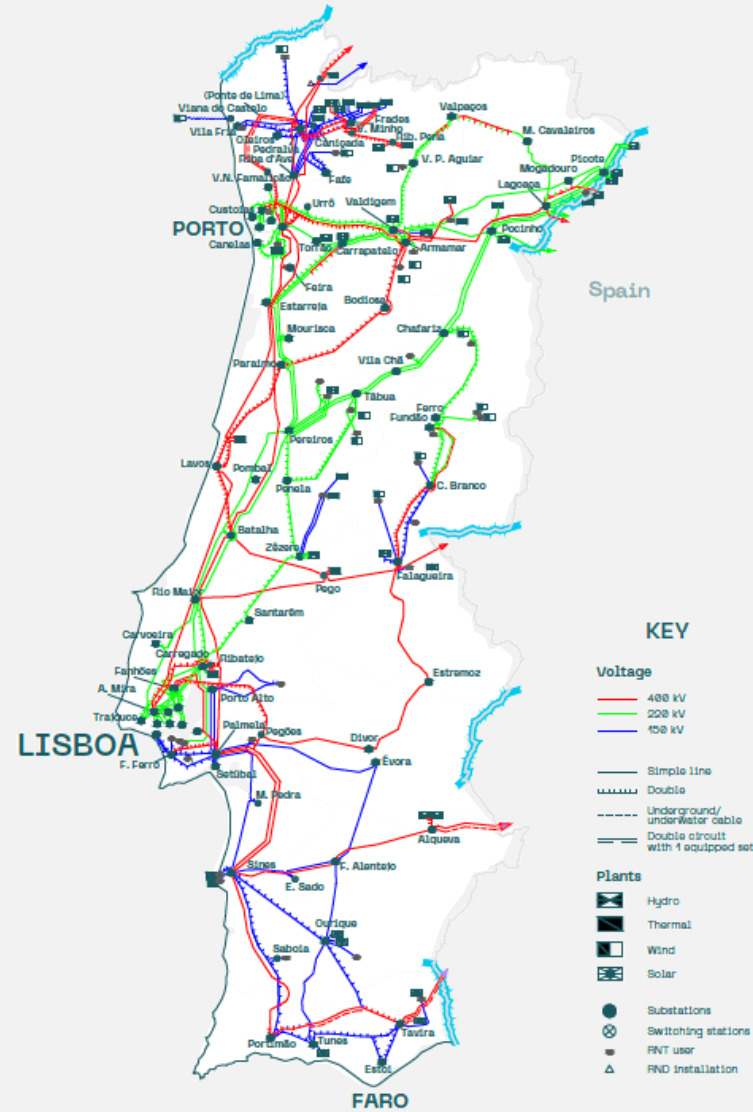 (Ponte de Lima)
Viana do Castelo
Vila Fria
Oleiros
Pedralva
Riba d'Ave
V.N. Famalicão
Frades
V. Minho
Caniçada
Rib. Pena
Fafe
Valpaços
M. Cavaleiros
V. P. Aguiar
Mogadouro
Picote
Lagoaça
Urrô
Valdigem
Custoias
PORTO
Canelas
Torrão
Carrapatelo
Armamar
Pocinho
Feira
Spain
Estarreja
Bodiosa
Mourisca
Chafariz
Paraimo
Vila Chã
Tábua
Ferro
Fundão
Pereiros
Lavos
Pombal
Penela
C. Branco
Batalha
Zêzere
Falagueira
Pego
Rio Maior
Santarém
Carvoeira
Carregado
Ribatejo
Fanhões
A. Mira
Porto Alto
Estremoz
Trajouce
Palmela
Pegões
LISBOA
Divor
F. Ferro
Setúbal
Évora
M. Pedra
Alqueva
Sines
F. Alentejo
E. Sado
Ourique
Saboia
Portimão
Tunes
Tavira
Estoi
FARO
KEY
Voltage
400 kV
220 kV
150 kV
Simple line
Double
Underground/
underwater cable
Double circuit
with 1 equipped set
Plants
Hydro
Thermal
Wind
Solar
Substations
Switching stations
RNT user
RND installation